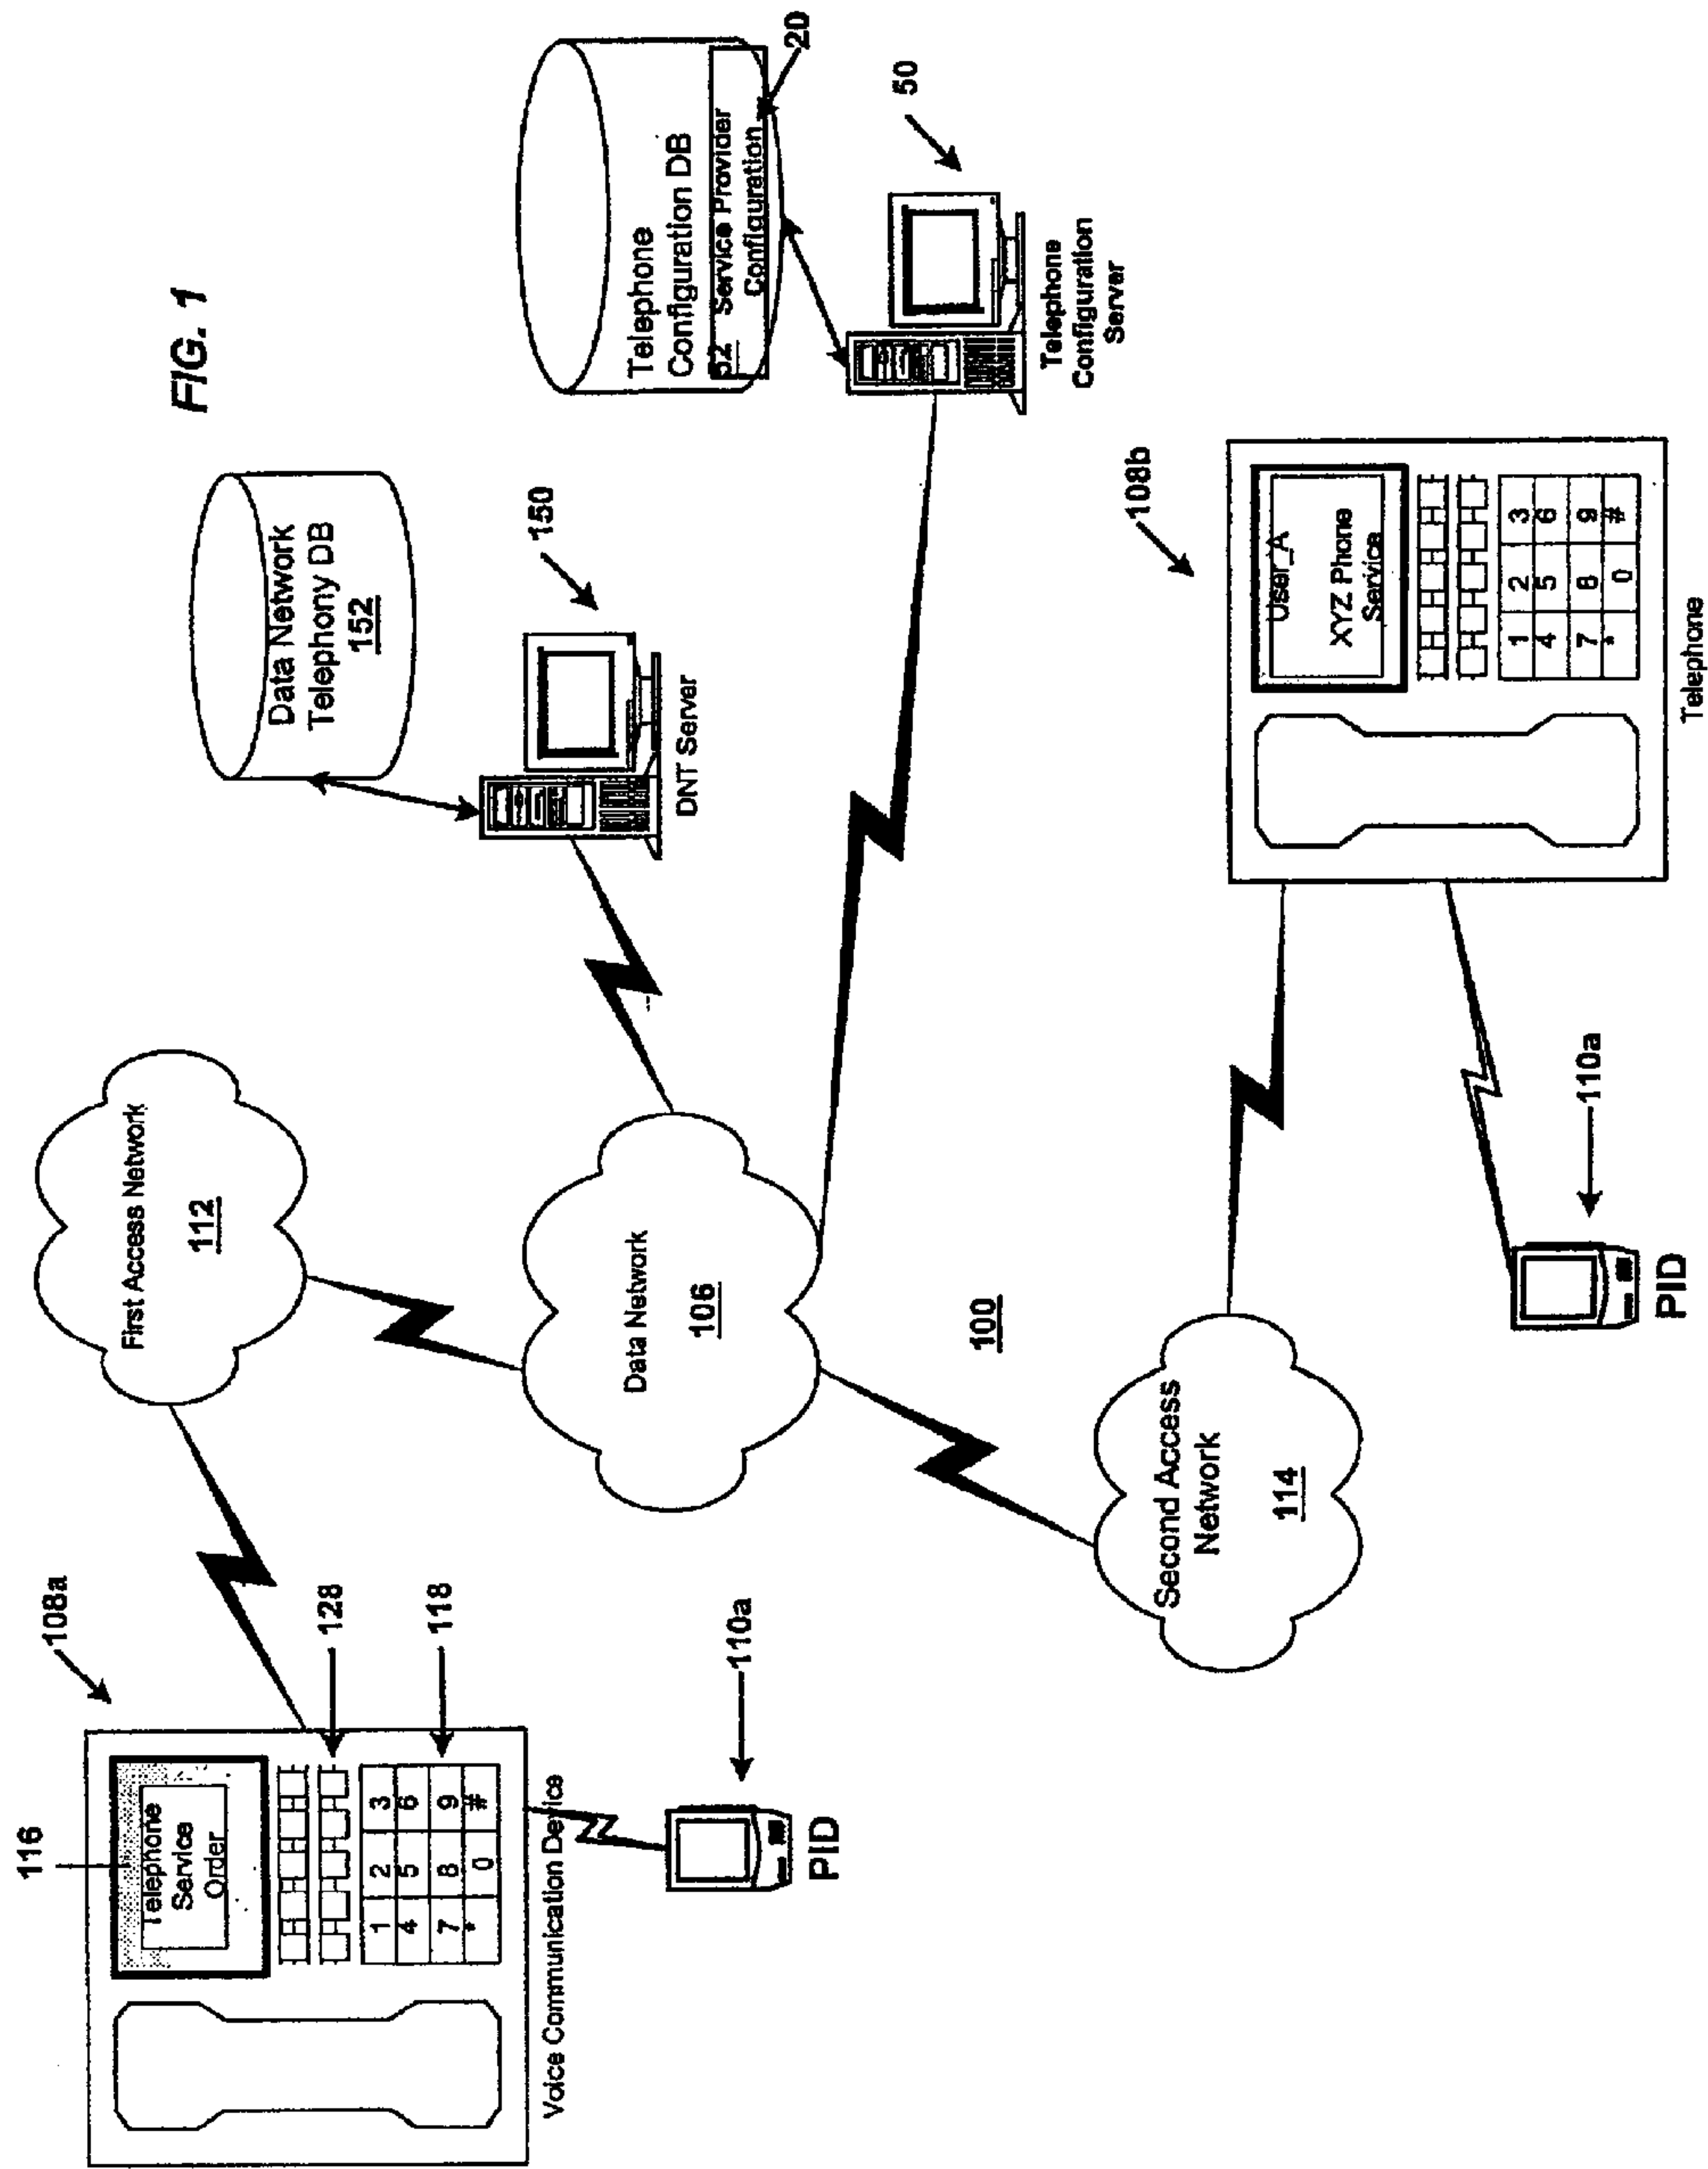 FIG. 1
116
108a
Telephone
Service
Order
128
118
1 2 3
4 5 6
7 8 9
* 0 #
Voice Communication Device
110a
PID
First Access Network
112
Data Network
106
100
Second Access
Network
114
Data Network
Telephony DB
152
150
DNT Server
Telephone
Configuration DB
52 Service Provider
Configuration
20
50
Telephone
Configuration
Server
108b
User_A
XYZ Phone
Service
1 2 3
4 5 6
7 8 9
* 0 #
Telephone
110a
PID